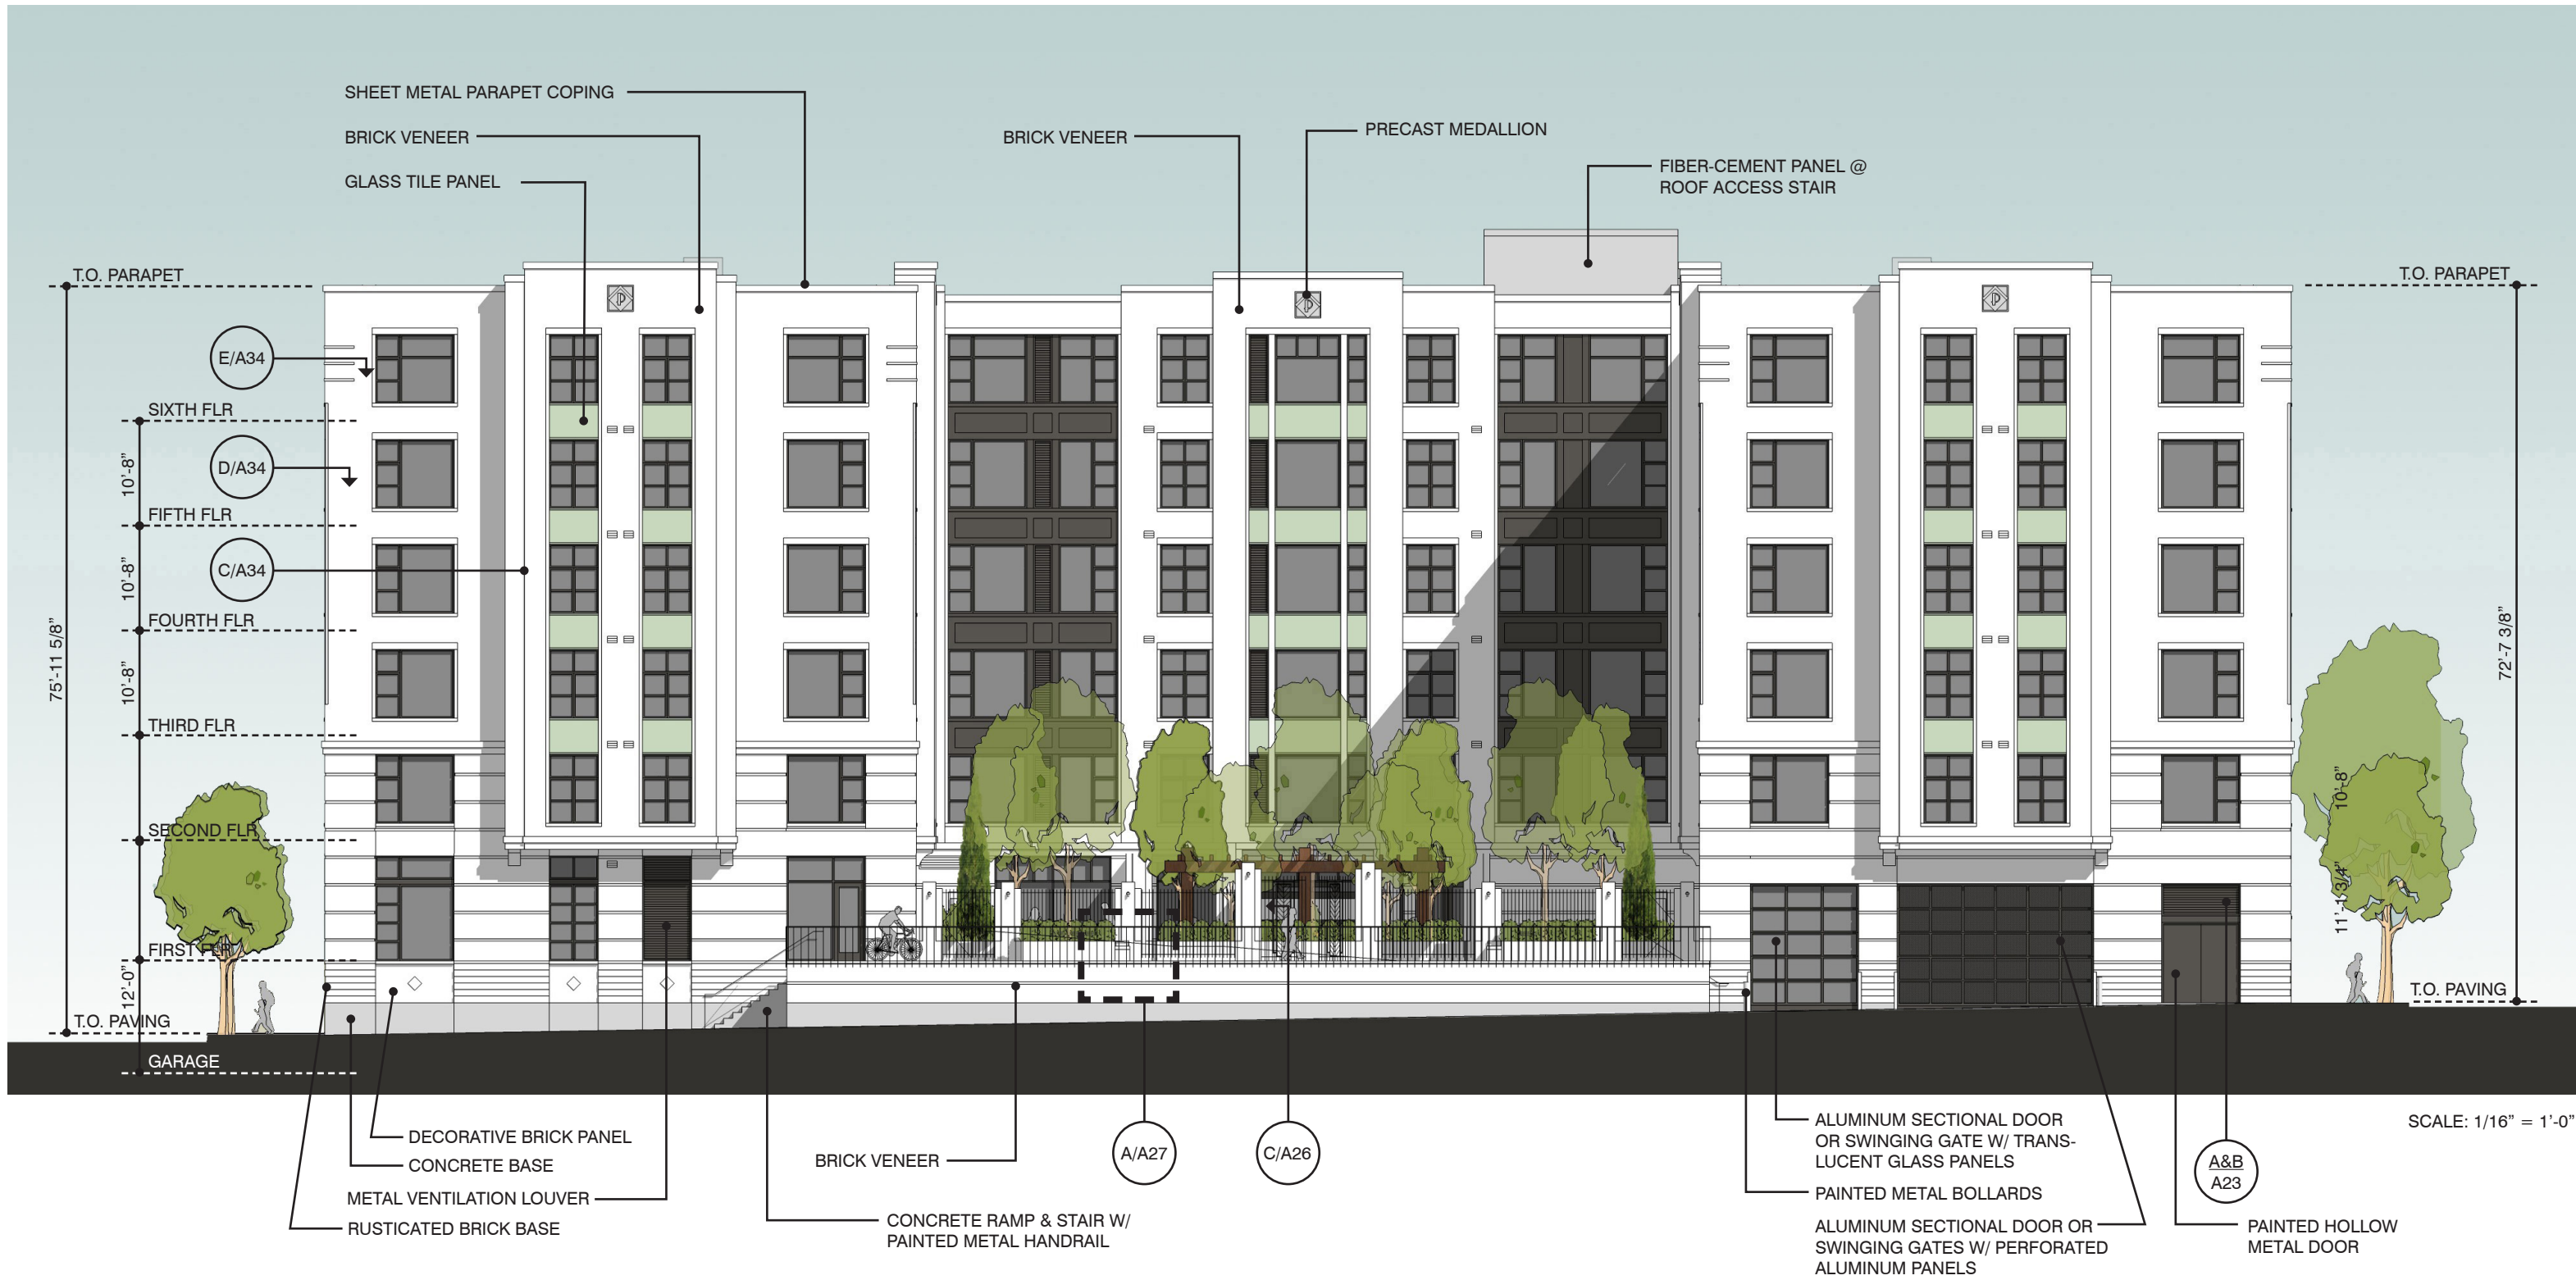 SHEET METAL PARAPET COPING
BRICK VENEER
GLASS TILE PANEL
BRICK VENEER
PRECAST MEDALLION
FIBER-CEMENT PANEL @
ROOF ACCESS STAIR
T.O. PARAPET
T.O. PARAPET
P
P
P
E/A34
SIXTH FLR
D/A34
10'-8"
FIFTH FLR
C/A34
10'-8"
FOURTH FLR
75'-11 5/8"
72'-7 3/8"
10'-8"
THIRD FLR
10'-8"
SECOND FLR
11'-1 3/4"
FIRST FLR
12'-0"
T.O. PAVING
T.O. PAVING
GARAGE
SCALE: 1/16” = 1’-0”
DECORATIVE BRICK PANEL
CONCRETE BASE
METAL VENTILATION LOUVER
RUSTICATED BRICK BASE
BRICK VENEER
CONCRETE RAMP & STAIR W/
PAINTED METAL HANDRAIL
A/A27
C/A26
ALUMINUM SECTIONAL DOOR
OR SWINGING GATE W/ TRANS-
LUCENT GLASS PANELS
PAINTED METAL BOLLARDS
ALUMINUM SECTIONAL DOOR OR
SWINGING GATES W/ PERFORATED
ALUMINUM PANELS
A&B
A23
PAINTED HOLLOW
METAL DOOR